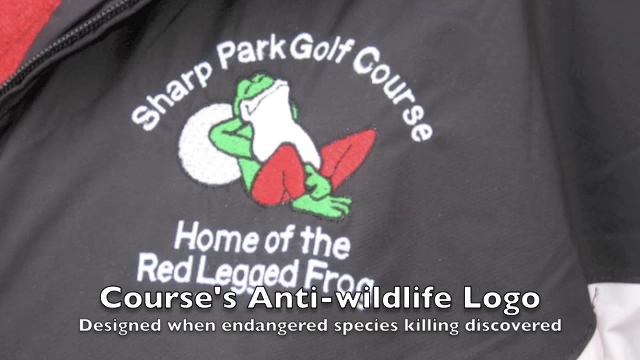 Sharp Park Golf Course
Home of the
Red Legged Frog
Course's Anti-wildlife Logo
Designed when endangered species killing discovered